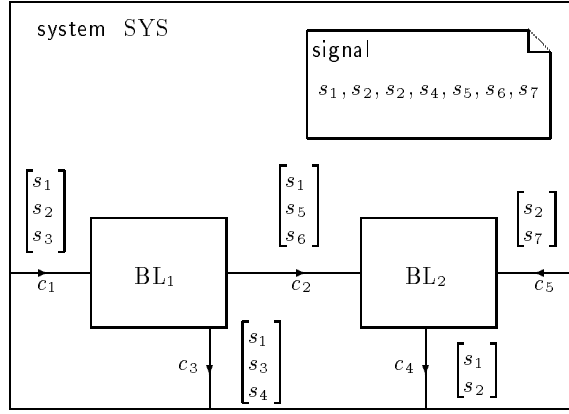 system SYS
signal
s1, s2, s2, s4, s5, s6, s7
s1
s2
s3
s1
s5
s6
s2
s7
BL1
BL2
c1
c2
c5
c3
s1
s3
s4
c4
s1
s2